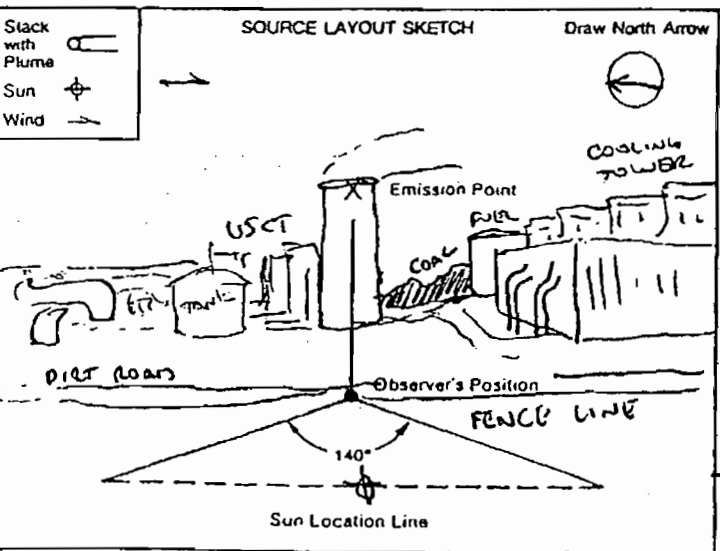 Stack
with
Plume
Sun
Wind
SOURCE LAYOUT SKETCH
Draw North Arrow
COOLING
TOWER
Emission Point
FUEL
COAL
TANK
DIRT ROADS
Observer's Position
FENCE LINE
140°
Sun Location Line